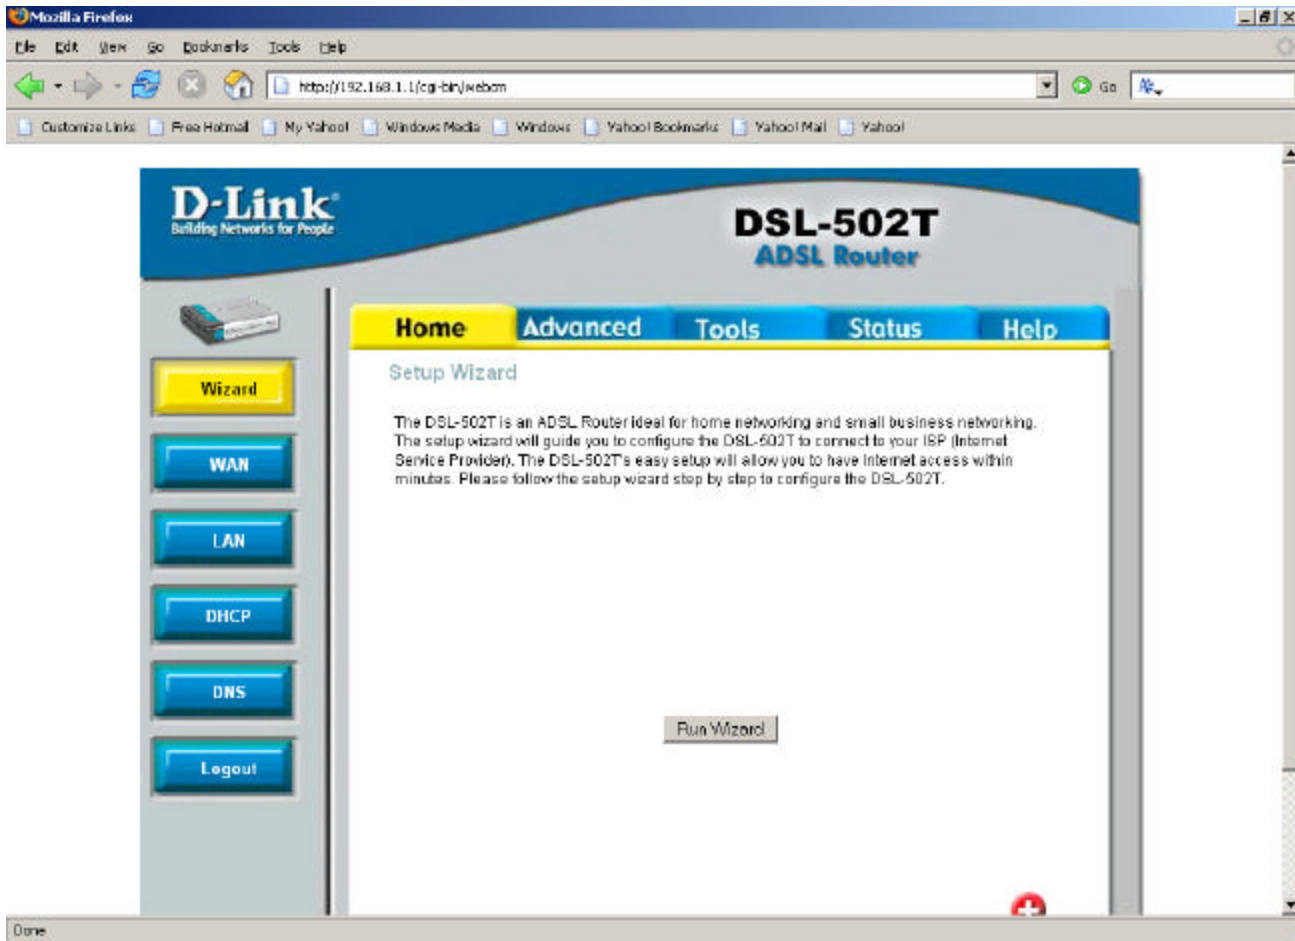 Mozilla Firefox
File Edit View Go Bookmarks Tools Help
http://192.168.1.1/cgi-bin/webcm
Go
Customize Links Free Hotmail My Yahoo! Windows Media Windows Yahoo! Bookmarks Yahoo! Mail Yahoo!
D-Link
Building Networks for People
DSL-502T
ADSL Router
Home Advanced Tools Status Help
Wizard
WAN
LAN
DHCP
DNS
Logout
Setup Wizard
The DSL-502T is an ADSL Router ideal for home networking and small business networking.
The setup wizard will guide you to configure the DSL-502T to connect to your ISP (Internet
Service Provider). The DSL-502T's easy setup will allow you to have Internet access within
minutes. Please follow the setup wizard step by step to configure the DSL-502T.
Run Wizard
Done